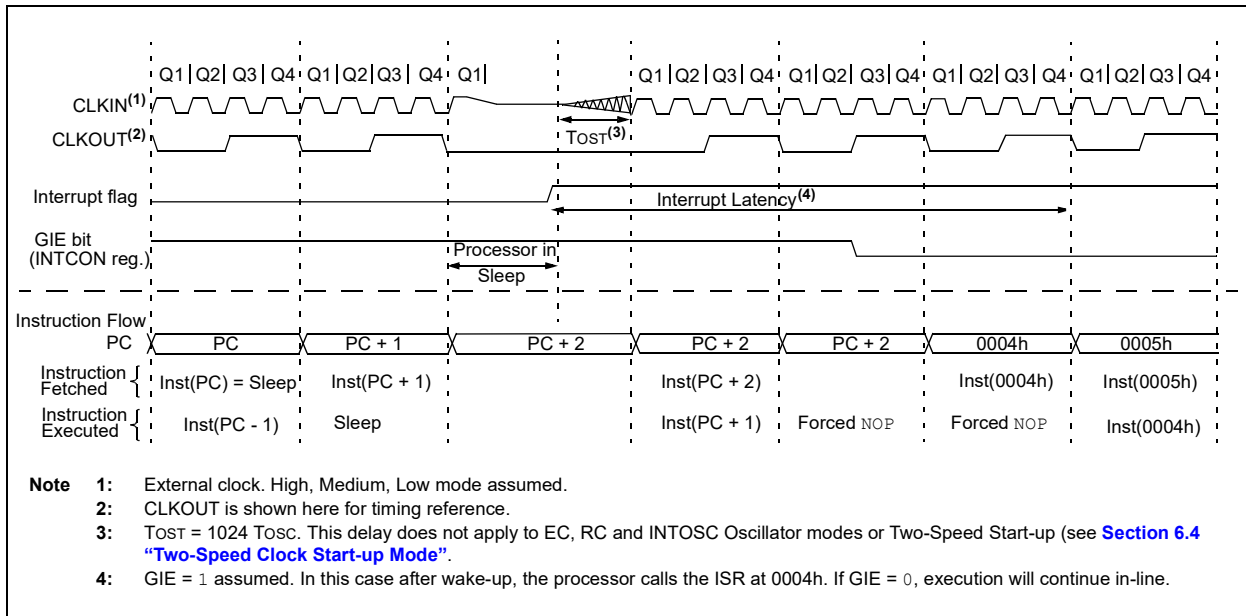 Q1 Q2 Q3 Q4 Q1 Q2 Q3 Q4 Q1 Q1 Q2 Q3 Q4 Q1 Q2 Q3 Q4 Q1 Q2 Q3 Q4 Q1 Q2 Q3 Q4
CLKIN(1)
CLKOUT(2)
TOST(3)
Interrupt flag
Interrupt Latency(4)
GIE bit
(INTCON reg.)
Processor in
Sleep
Instruction Flow
PC PC PC + 1 PC + 2 PC + 2 PC + 2 0004h 0005h
Instruction
Fetched
Inst(PC) = Sleep Inst(PC + 1) Inst(PC + 2) Inst(0004h) Inst(0005h)
Instruction
Executed
Inst(PC - 1) Sleep Inst(PC + 1) Forced NOP Forced NOP Inst(0004h)
Note 1: External clock. High, Medium, Low mode assumed.
2: CLKOUT is shown here for timing reference.
3: TOST = 1024 TOSC. This delay does not apply to EC, RC and INTOSC Oscillator modes or Two-Speed Start-up (see Section 6.4
“Two-Speed Clock Start-up Mode”.
4: GIE = 1 assumed. In this case after wake-up, the processor calls the ISR at 0004h. If GIE = 0, execution will continue in-line.